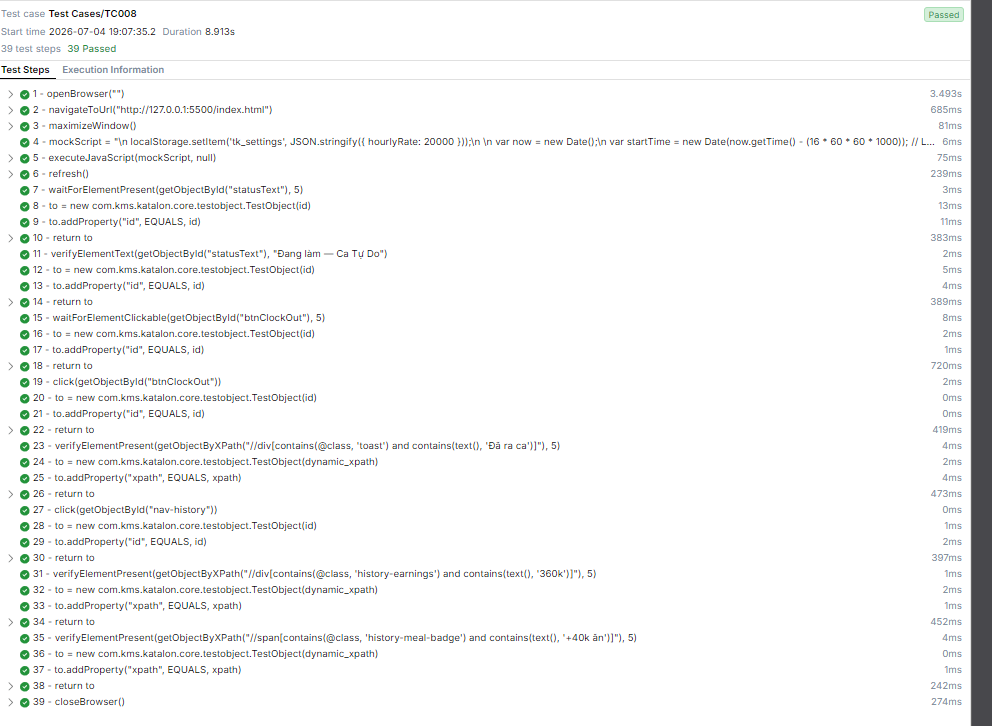 Test case Test Cases/TC008
Passed
Start time 2026-07-04 19:07:35.2 Duration 8.913s
39 test steps 39 Passed
Test Steps Execution Information
1 - openBrowser("") 3.493s
2 - navigateToUrl("http://127.0.0.1:5500/index.html") 685ms
3 - maximizeWindow() 81ms
4 - mockScript = "\n localStorage.setItem('tk_settings', JSON.stringify({ hourlyRate: 20000 }));\n \n var now = new Date();\n var startTime = new Date(now.getTime() - (16 * 60 * 60 * 1000)); // L... 6ms
5 - executeJavaScript(mockScript, null) 75ms
6 - refresh() 239ms
7 - waitForElementPresent(getObjectById("statusText"), 5) 3ms
8 - to = new com.kms.katalon.core.testobject.TestObject(id) 13ms
9 - to.addProperty("id", EQUALS, id) 11ms
10 - return to 383ms
11 - verifyElementText(getObjectById("statusText"), "Đang làm — Ca Tự Do") 2ms
12 - to = new com.kms.katalon.core.testobject.TestObject(id) 5ms
13 - to.addProperty("id", EQUALS, id) 4ms
14 - return to 389ms
15 - waitForElementClickable(getObjectById("btnClockOut"), 5) 8ms
16 - to = new com.kms.katalon.core.testobject.TestObject(id) 2ms
17 - to.addProperty("id", EQUALS, id) 1ms
18 - return to 720ms
19 - click(getObjectById("btnClockOut")) 2ms
20 - to = new com.kms.katalon.core.testobject.TestObject(id) 0ms
21 - to.addProperty("id", EQUALS, id) 0ms
22 - return to 419ms
23 - verifyElementPresent(getObjectByXPath("//div[contains(@class, 'toast') and contains(text(), 'Đã ra ca')]"), 5) 4ms
24 - to = new com.kms.katalon.core.testobject.TestObject(dynamic_xpath) 2ms
25 - to.addProperty("xpath", EQUALS, xpath) 4ms
26 - return to 473ms
27 - click(getObjectById("nav-history")) 0ms
28 - to = new com.kms.katalon.core.testobject.TestObject(id) 1ms
29 - to.addProperty("id", EQUALS, id) 2ms
30 - return to 397ms
31 - verifyElementPresent(getObjectByXPath("//div[contains(@class, 'history-earnings') and contains(text(), '360k')]"), 5) 1ms
32 - to = new com.kms.katalon.core.testobject.TestObject(dynamic_xpath) 2ms
33 - to.addProperty("xpath", EQUALS, xpath) 1ms
34 - return to 452ms
35 - verifyElementPresent(getObjectByXPath("//span[contains(@class, 'history-meal-badge') and contains(text(), '+40k ăn')]"), 5) 4ms
36 - to = new com.kms.katalon.core.testobject.TestObject(dynamic_xpath) 0ms
37 - to.addProperty("xpath", EQUALS, xpath) 1ms
38 - return to 242ms
39 - closeBrowser() 274ms